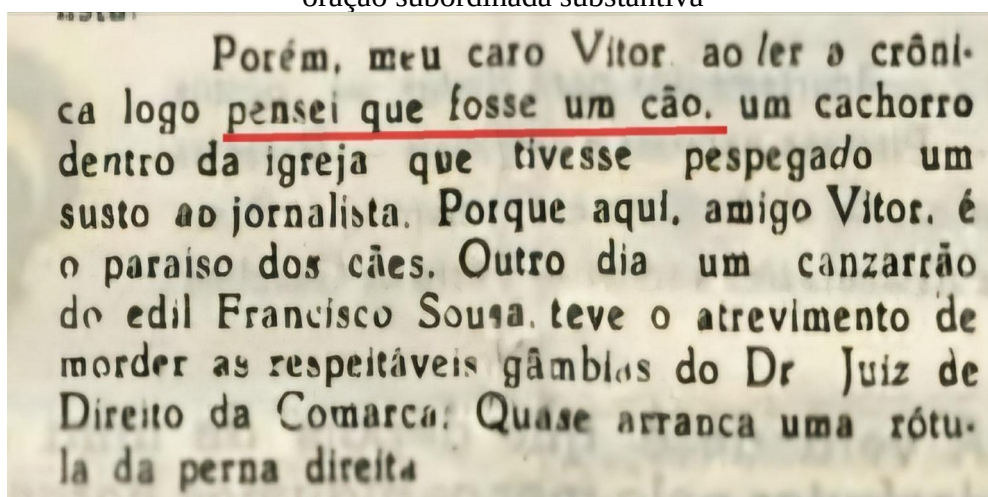 oração subordinada substantiva
Porém, meu caro Vitor. ao ler a crôni-
ca logo pensei que fosse um cão, um cachorro
dentro da igreja que tivesse pespegado um
susto ao jornalista. Porque aqui, amigo Vitor, é
o paraiso dos cães. Outro dia um canzarrão
do edil Francisco Sousa, teve o atrevimento de
morder as respeitáveis gâmbias do Dr Juiz de
Direito da Comarca: Quase arranca uma rótu-
la da perna direita